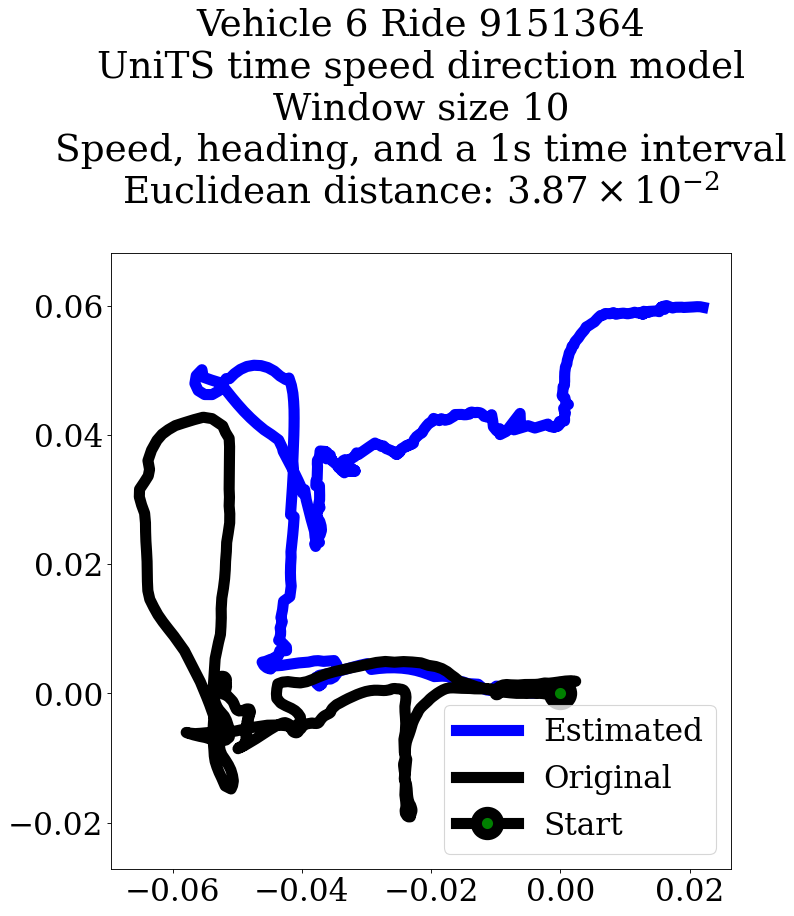 Vehicle 6 Ride 9151364
UniTS time speed direction model
Window size 10
Speed, heading, and a 1s time interval
Euclidean distance: 3.87 × 10⁻²
0.06
0.04
0.02
0.00
−0.02
Estimated
Original
Start
−0.06 −0.04 −0.02 0.00 0.02